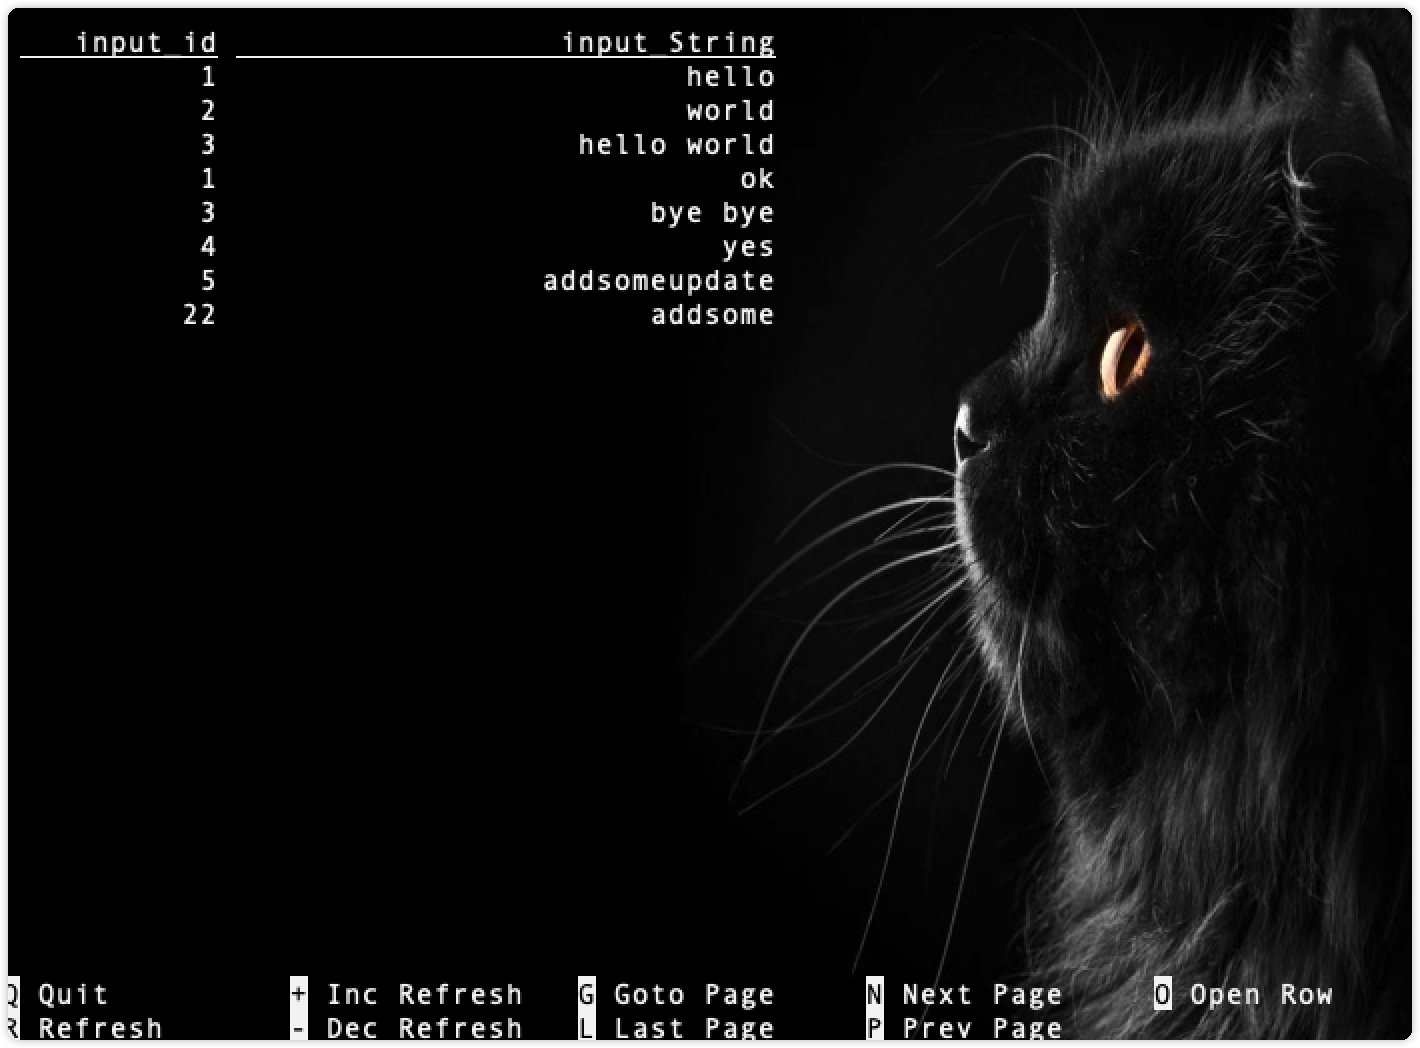 input_id input_String
1 hello
2 world
3 hello world
1 ok
3 bye bye
4 yes
5 addsomeupdate
22 addsome
Q Quit + Inc Refresh G Goto Page N Next Page O Open Row
R Refresh - Dec Refresh L Last Page P Prev Page